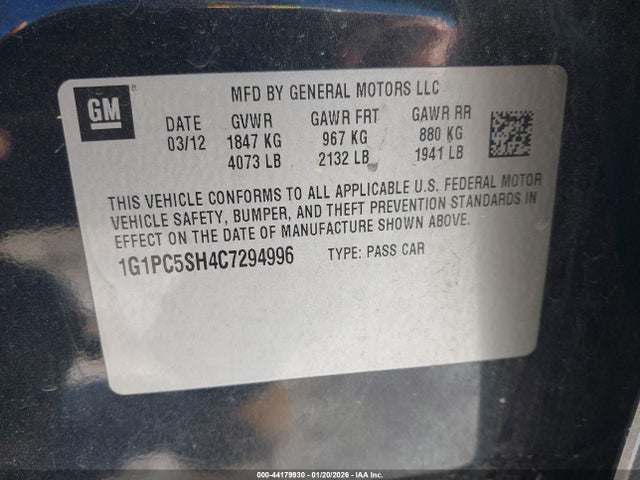 GM
MFD BY GENERAL MOTORS LLC
DATE GVWR GAWR FRT GAWR RR
03/12 1847 KG 967 KG 880 KG
4073 LB 2132 LB 1941 LB
THIS VEHICLE CONFORMS TO ALL APPLICABLE U.S. FEDERAL MOTOR
VEHICLE SAFETY, BUMPER, AND THEFT PREVENTION STANDARDS IN
EFFECT ON THE DATE OF MANUFACTURE SHOWN ABOVE.
1G1PC5SH4C7294996 TYPE: PASS CAR
000-44179930 - 01/20/2026 - IAA Inc.